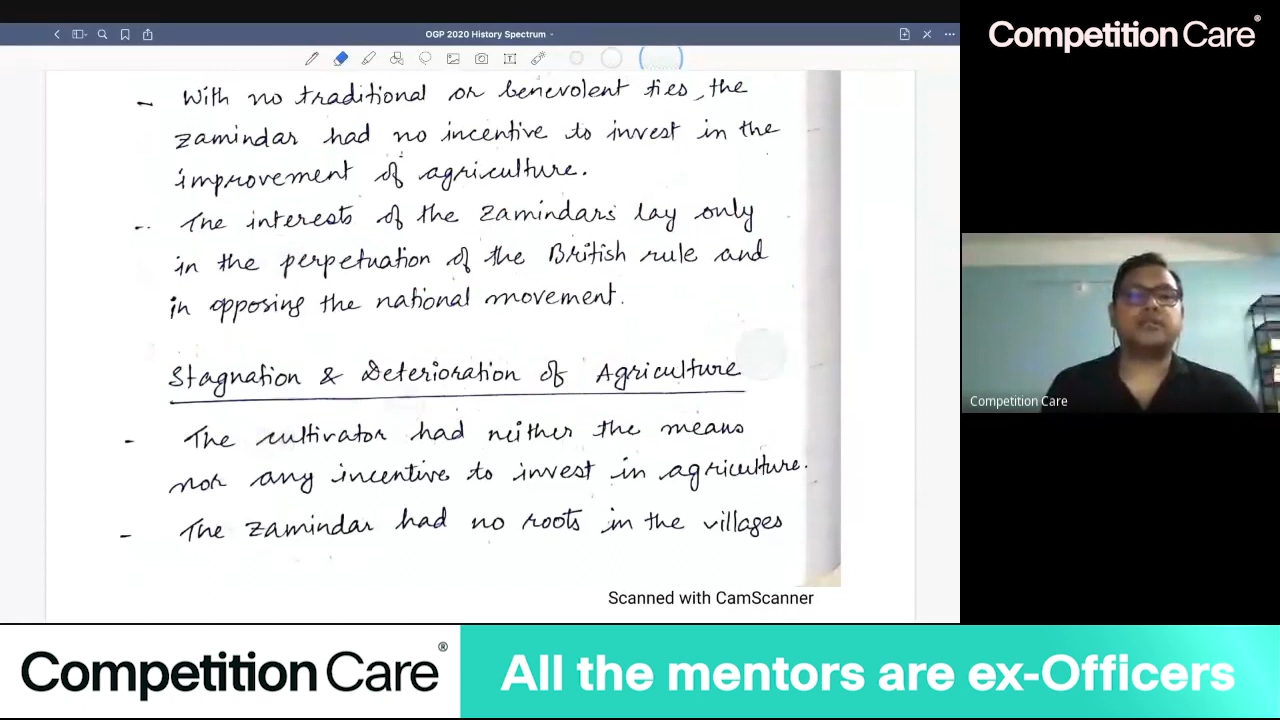 OGP 2020 History Spectrum
Competition Care®
- With no traditional or benevolent ties, the
zamindar had no incentive to invest in the
improvement of agriculture.
- The interests of the zamindars lay only
in the perpetuation of the British rule and
in opposing the national movement.
Stagnation & Deterioration of Agriculture
- The cultivator had neither the means
nor any incentive to invest in agriculture.
- The zamindar had no roots in the villages
Scanned with CamScanner
Competition Care
Competition Care®
All the mentors are ex-Officers